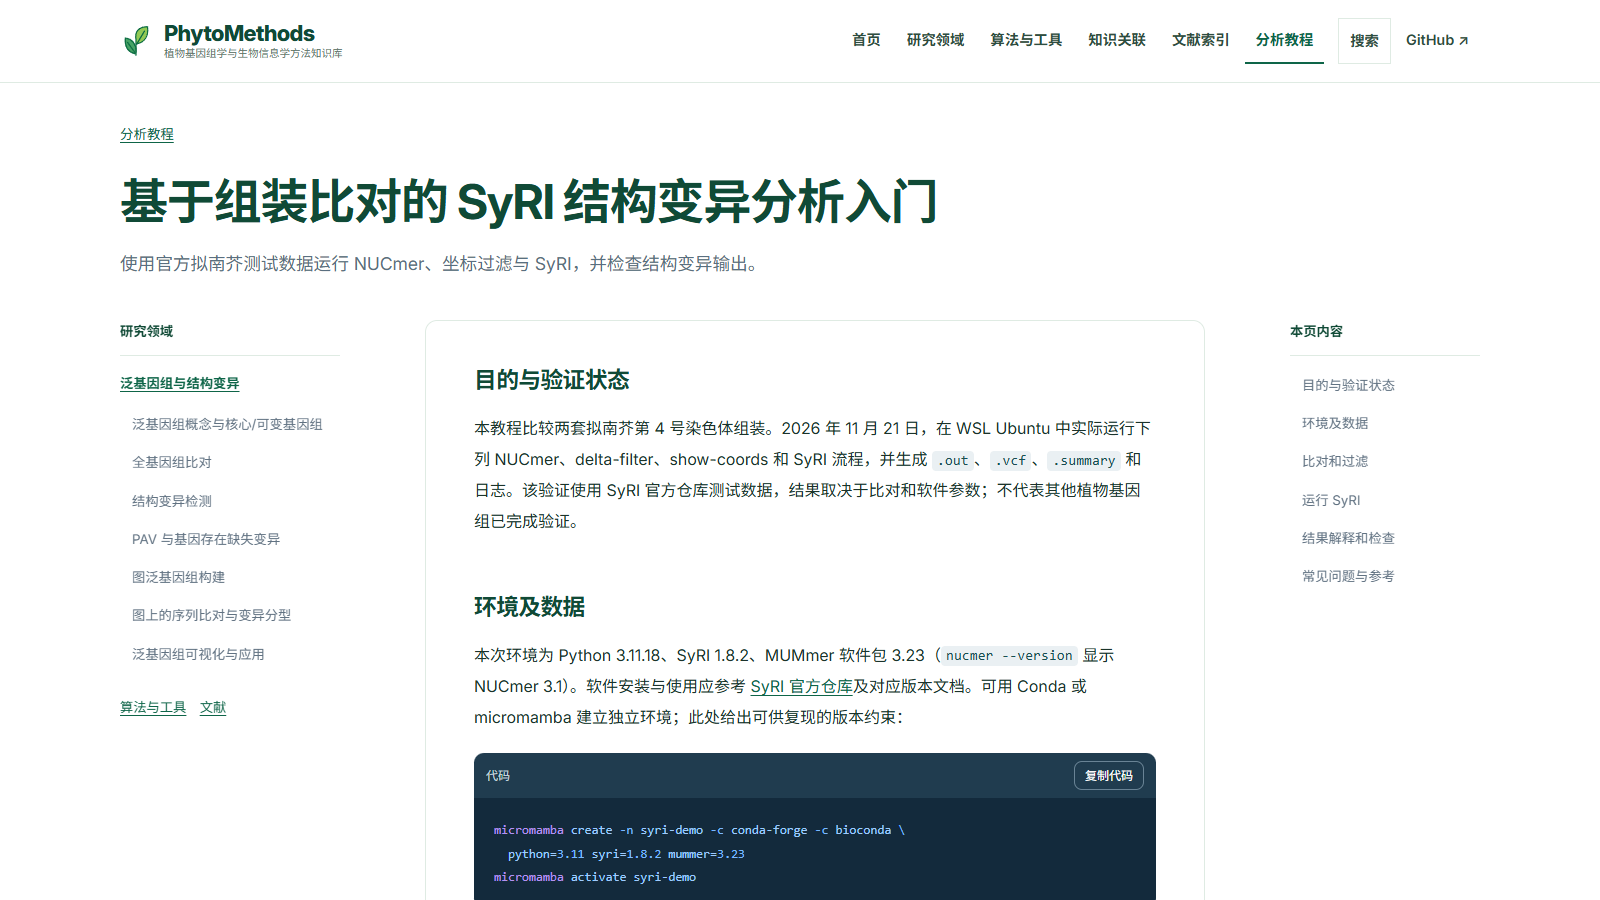 PhytoMethods
植物基因组学与生物信息学方法知识库
首页
研究领域
算法与工具
知识关联
文献索引
分析教程
搜索
GitHub ↗
分析教程
基于组装比对的 SyRI 结构变异分析入门
使用官方拟南芥测试数据运行 NUCmer、坐标过滤与 SyRI，并检查结构变异输出。
研究领域
泛基因组与结构变异
泛基因组概念与核心/可变基因组
全基因组比对
结构变异检测
PAV 与基因存在缺失变异
图泛基因组构建
图上的序列比对与变异分型
泛基因组可视化与应用
算法与工具 文献
目的与验证状态
本教程比较两套拟南芥第 4 号染色体组装。2026 年 11 月 21 日，在 WSL Ubuntu 中实际运行下
列 NUCmer、delta-filter、show-coords 和 SyRI 流程，并生成 .out、.vcf、.summary 和
日志。该验证使用 SyRI 官方仓库测试数据，结果取决于比对和软件参数；不代表其他植物基因
组已完成验证。
环境及数据
本次环境为 Python 3.11.18、SyRI 1.8.2、MUMmer 软件包 3.23（nucmer --version 显示
NUCmer 3.1）。软件安装与使用应参考 SyRI 官方仓库及对应版本文档。可用 Conda 或
micromamba 建立独立环境；此处给出可供复现的版本约束：
代码
复制代码
micromamba create -n syri-demo -c conda-forge -c bioconda \
python=3.11 syri=1.8.2 mummer=3.23
micromamba activate syri-demo
本页内容
目的与验证状态
环境及数据
比对和过滤
运行 SyRI
结果解释和检查
常见问题与参考